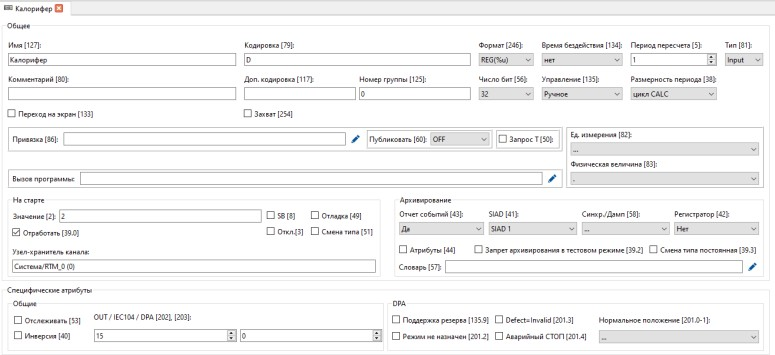 Калорифер
Общее
Имя [127]: Кодировка [79]: Формат [246]: Время бездействия [134]: Период пересчета [5]: Тип [81]:
Калорифер D REG(%u) нет 1 Input
Комментарий [80]: Доп. кодировка [117]: Номер группы [125]: Число бит [56]: Управление [135]: Размерность периода [38]:
0 32 Ручное цикл CALC
Переход на экран [133] Захват [254]
Привязка [86]: Публиковать [60]: OFF Запрос T [50]: Ед. измерения [82]:
...
Физическая величина [83]:
Вызов программы: .
На старте Архивирование
Значение [2]: 2 SB [8] Отладка [49] Отчет событий [43]: SIAD [41]: Синхр./Дамп [58]: Регистратор [42]:
Отработать [39.0] Откл.[3] Смена типа [51] Да SIAD 1 ... Нет
Узел-хранитель канала: Атрибуты [44] Запрет архивирования в тестовом режиме [39.2] Смена типа постоянная [39.3]
Система/RTM_0 (0) Словарь [57]:
Специфические атрибуты
Общие DPA
Отслеживать [53] OUT / IEC104 / DPA [202], [203]: Поддержка резерва [135.9] Defect=Invalid [201.3] Нормальное положение [201.0-1]:
Инверсия [40] 15 0 Режим не назначен [201.2] Аварийный СТОП [201.4] ...